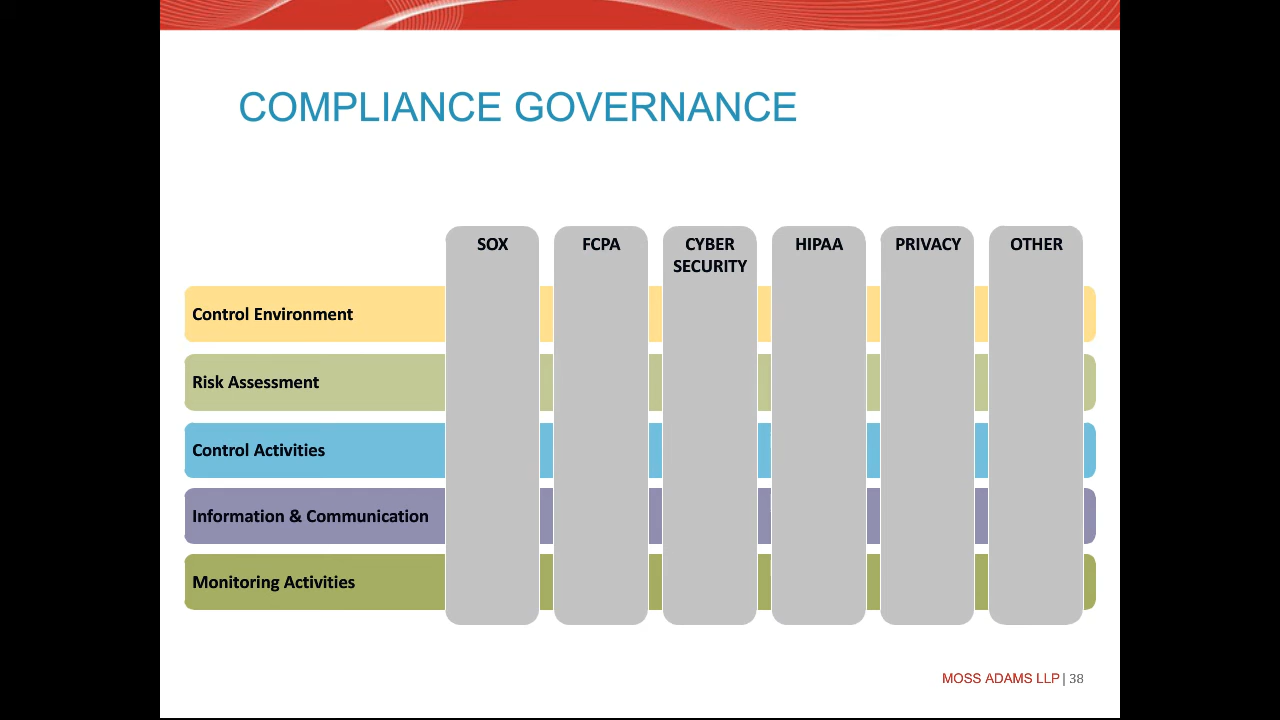 COMPLIANCE GOVERNANCE
SOX
FCPA
CYBER
SECURITY
HIPAA
PRIVACY
OTHER
Control Environment
Risk Assessment
Control Activities
Information & Communication
Monitoring Activities
MOSS ADAMS LLP | 38